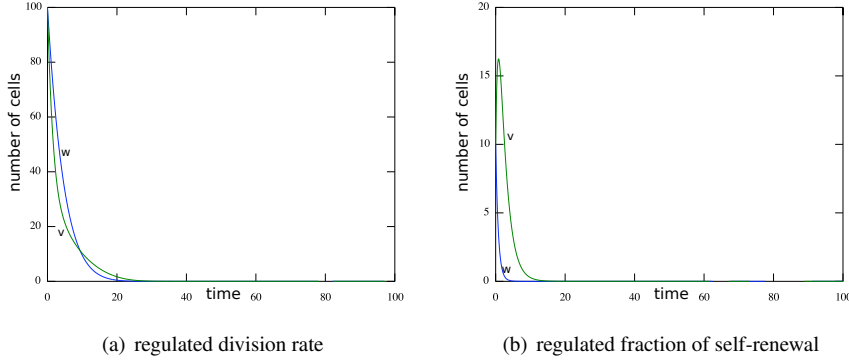 100
80
60
40
20
0
number of cells
w
v
0
20
40
60
80
100
time
(a) regulated division rate
20
15
10
5
0
number of cells
v
w
0
20
40
60
80
100
time
(b) regulated fraction of self-renewal